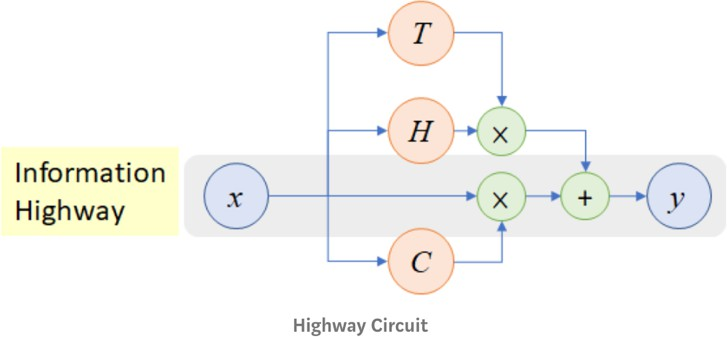 T
H
×
Information
Highway
x
×
+
y
C
Highway Circuit